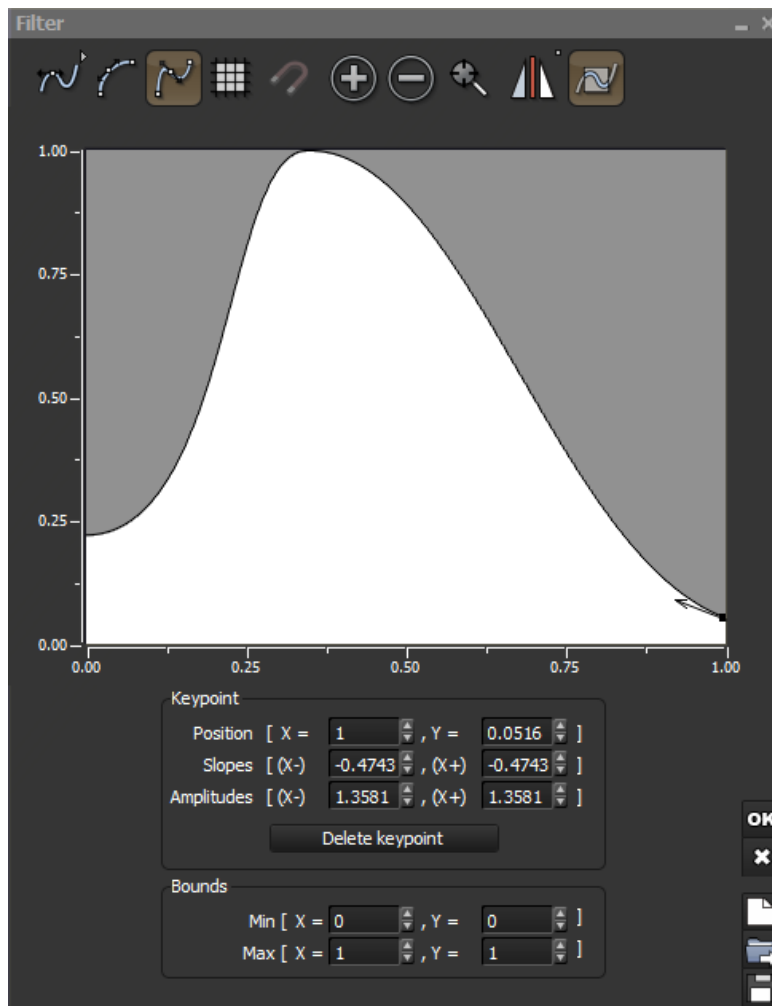 Filter
1.00
0.75
0.50
0.25
0.00
0.00 0.25 0.50 0.75 1.00
Keypoint
Position [ X = 1 , Y = 0.0516 ]
Slopes [ (X-) -0.4743 , (X+) -0.4743 ]
Amplitudes [ (X-) 1.3581 , (X+) 1.3581 ]
Delete keypoint
OK
Bounds
Min [ X = 0 , Y = 0 ]
Max [ X = 1 , Y = 1 ]